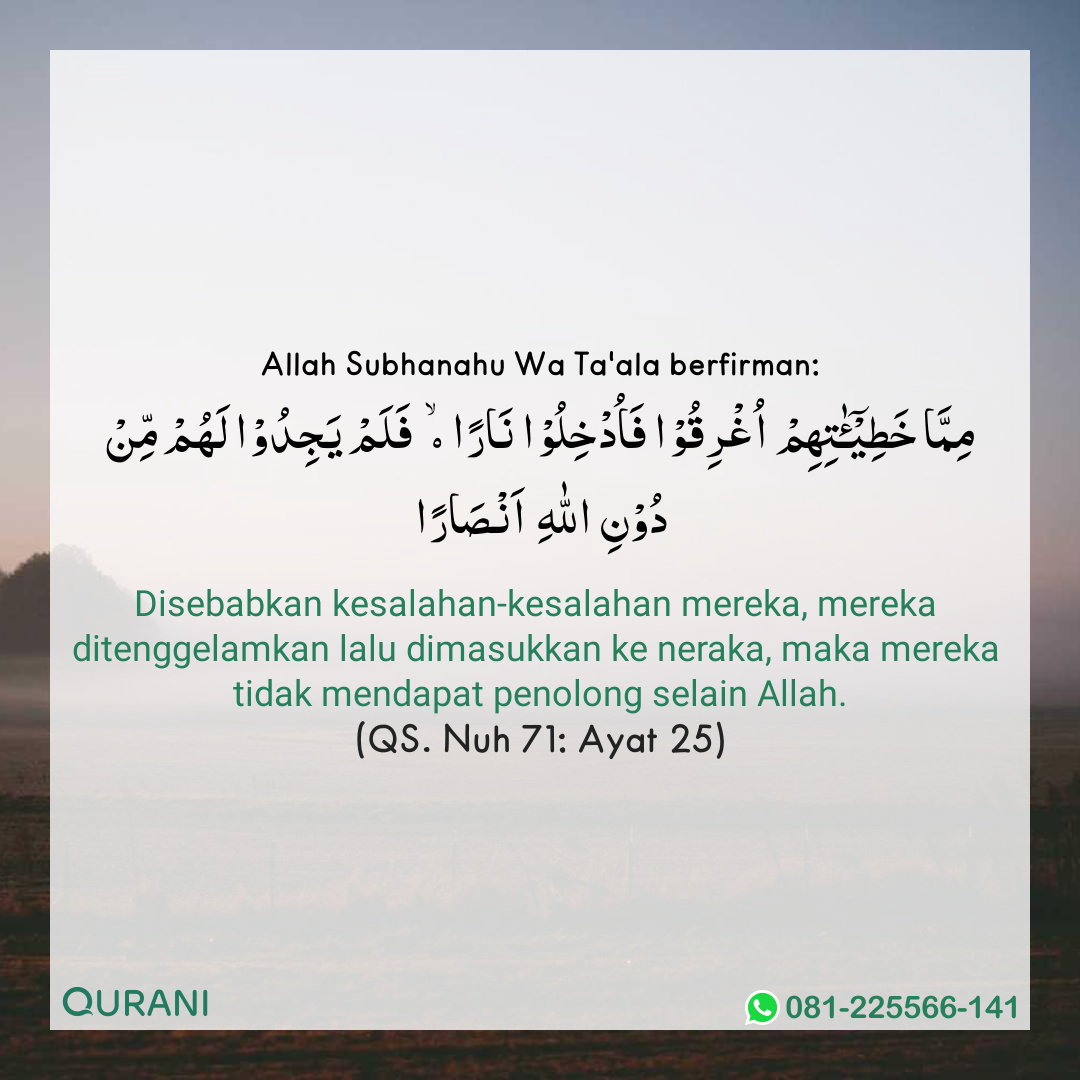 Allah Subhanahu Wa Ta'ala berfirman:
مِمَّا خَطِيْٓـٰٔتِهِمْ اُغْرِقُوْا فَاُدْخِلُوْا نَارًا ەۙ فَلَمْ يَجِدُوْا لَهُمْ مِّنْ
دُوْنِ اللّٰهِ اَنْصَارًا
Disebabkan kesalahan-kesalahan mereka, mereka
ditenggelamkan lalu dimasukkan ke neraka, maka mereka
tidak mendapat penolong selain Allah.
(QS. Nuh 71: Ayat 25)
QURANI
081-225566-141